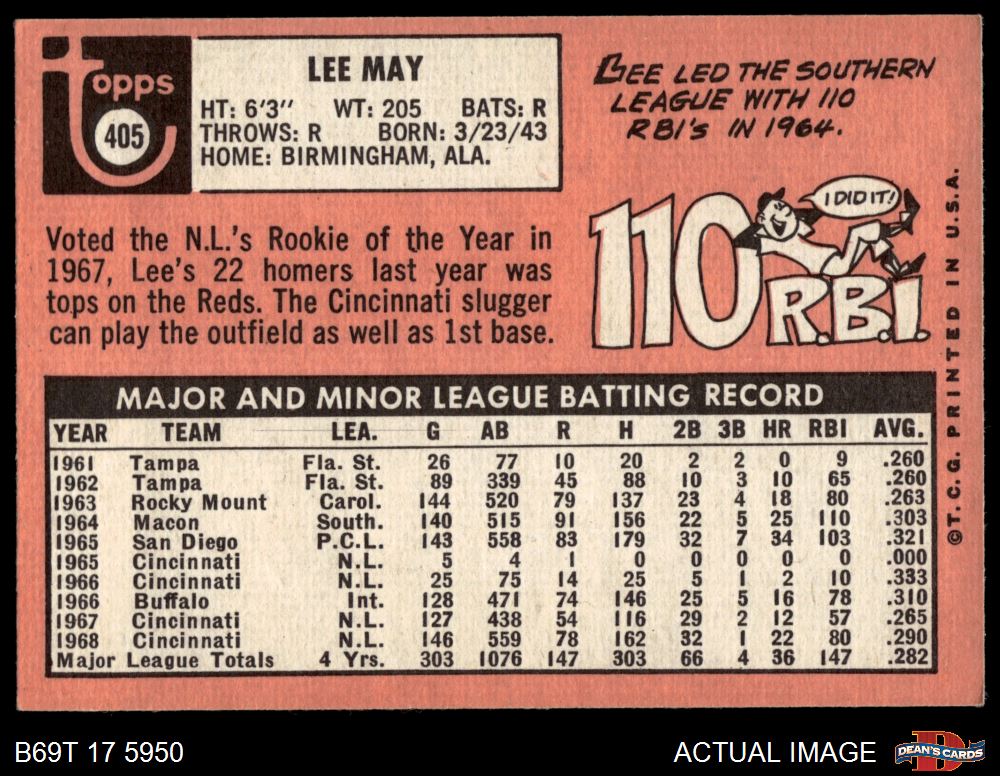 Topps
405
LEE MAY
HT: 6'3" WT: 205 BATS: R
THROWS: R BORN: 3/23/43
HOME: BIRMINGHAM, ALA.
LEE LED THE SOUTHERN
LEAGUE WITH 110
RBI's IN 1964.
Voted the N.L.'s Rookie of the Year in
1967, Lee's 22 homers last year was
tops on the Reds. The Cincinnati slugger
can play the outfield as well as 1st base.
I DID IT!
110
R.B.I.
MAJOR AND MINOR LEAGUE BATTING RECORD
YEAR TEAM LEA. G AB R H 2B 3B HR RBI AVG.
1961 Tampa Fla. St. 26 77 10 20 2 2 0 9 .260
1962 Tampa Fla. St. 89 339 45 88 10 3 10 65 .260
1963 Rocky Mount Carol. 144 520 79 137 23 4 18 80 .263
1964 Macon South. 140 515 91 156 22 5 25 110 .303
1965 San Diego P.C.L. 143 558 83 179 32 7 34 103 .321
1965 Cincinnati N.L. 5 4 1 0 0 0 0 0 .000
1966 Cincinnati N.L. 25 75 14 25 5 1 2 10 .333
1966 Buffalo Int. 128 471 74 146 25 5 16 78 .310
1967 Cincinnati N.L. 127 438 54 116 29 2 12 57 .265
1968 Cincinnati N.L. 146 559 78 162 32 1 22 80 .290
Major League Totals 4 Yrs. 303 1076 147 303 66 4 36 147 .282
©T.C.G. PRINTED IN U.S.A.
B69T 17 5950
ACTUAL IMAGE
D
DEAN'S CARDS